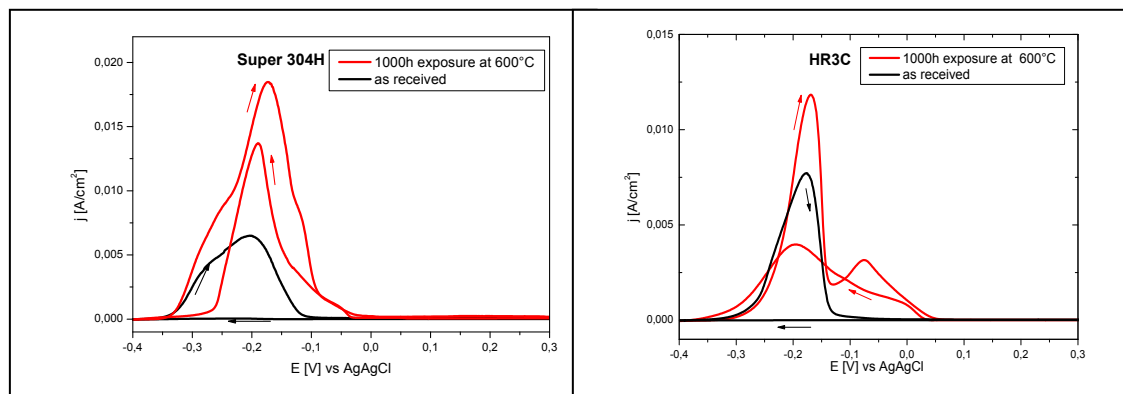 Super 304H
1000h exposure at 600°C
as received
0,020
0,015
0,010
0,005
0,000
j [A/cm²]
-0,4 -0,3 -0,2 -0,1 0,0 0,1 0,2 0,3
E [V] vs AgAgCl
HR3C
1000h exposure at 600°C
as received
0,015
0,010
0,005
0,000
j [A/cm²]
-0,4 -0,3 -0,2 -0,1 0,0 0,1 0,2 0,3
E [V] vs AgAgCl